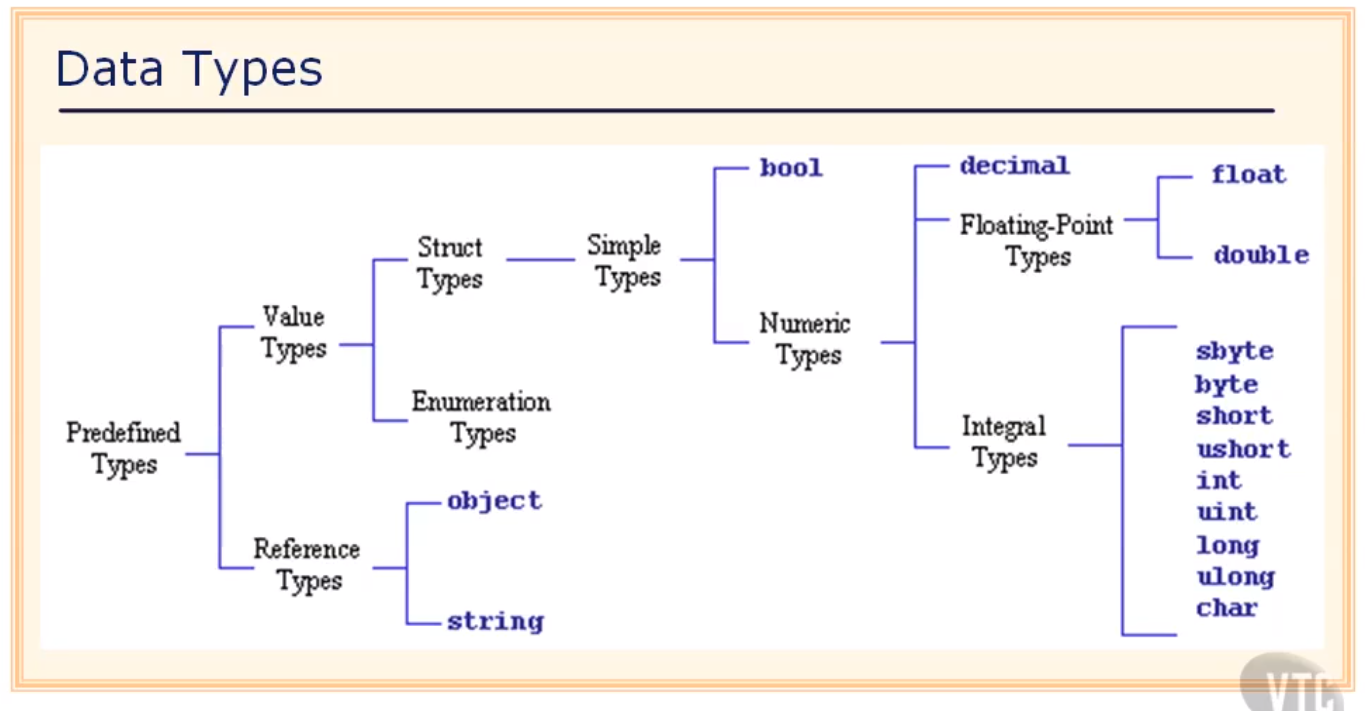 Data Types
Predefined
Types
Value
Types
Reference
Types
Struct
Types
Enumeration
Types
object
string
Simple
Types
bool
Numeric
Types
decimal
Floating-Point
Types
Integral
Types
float
double
sbyte
byte
short
ushort
int
uint
long
ulong
char
VTC